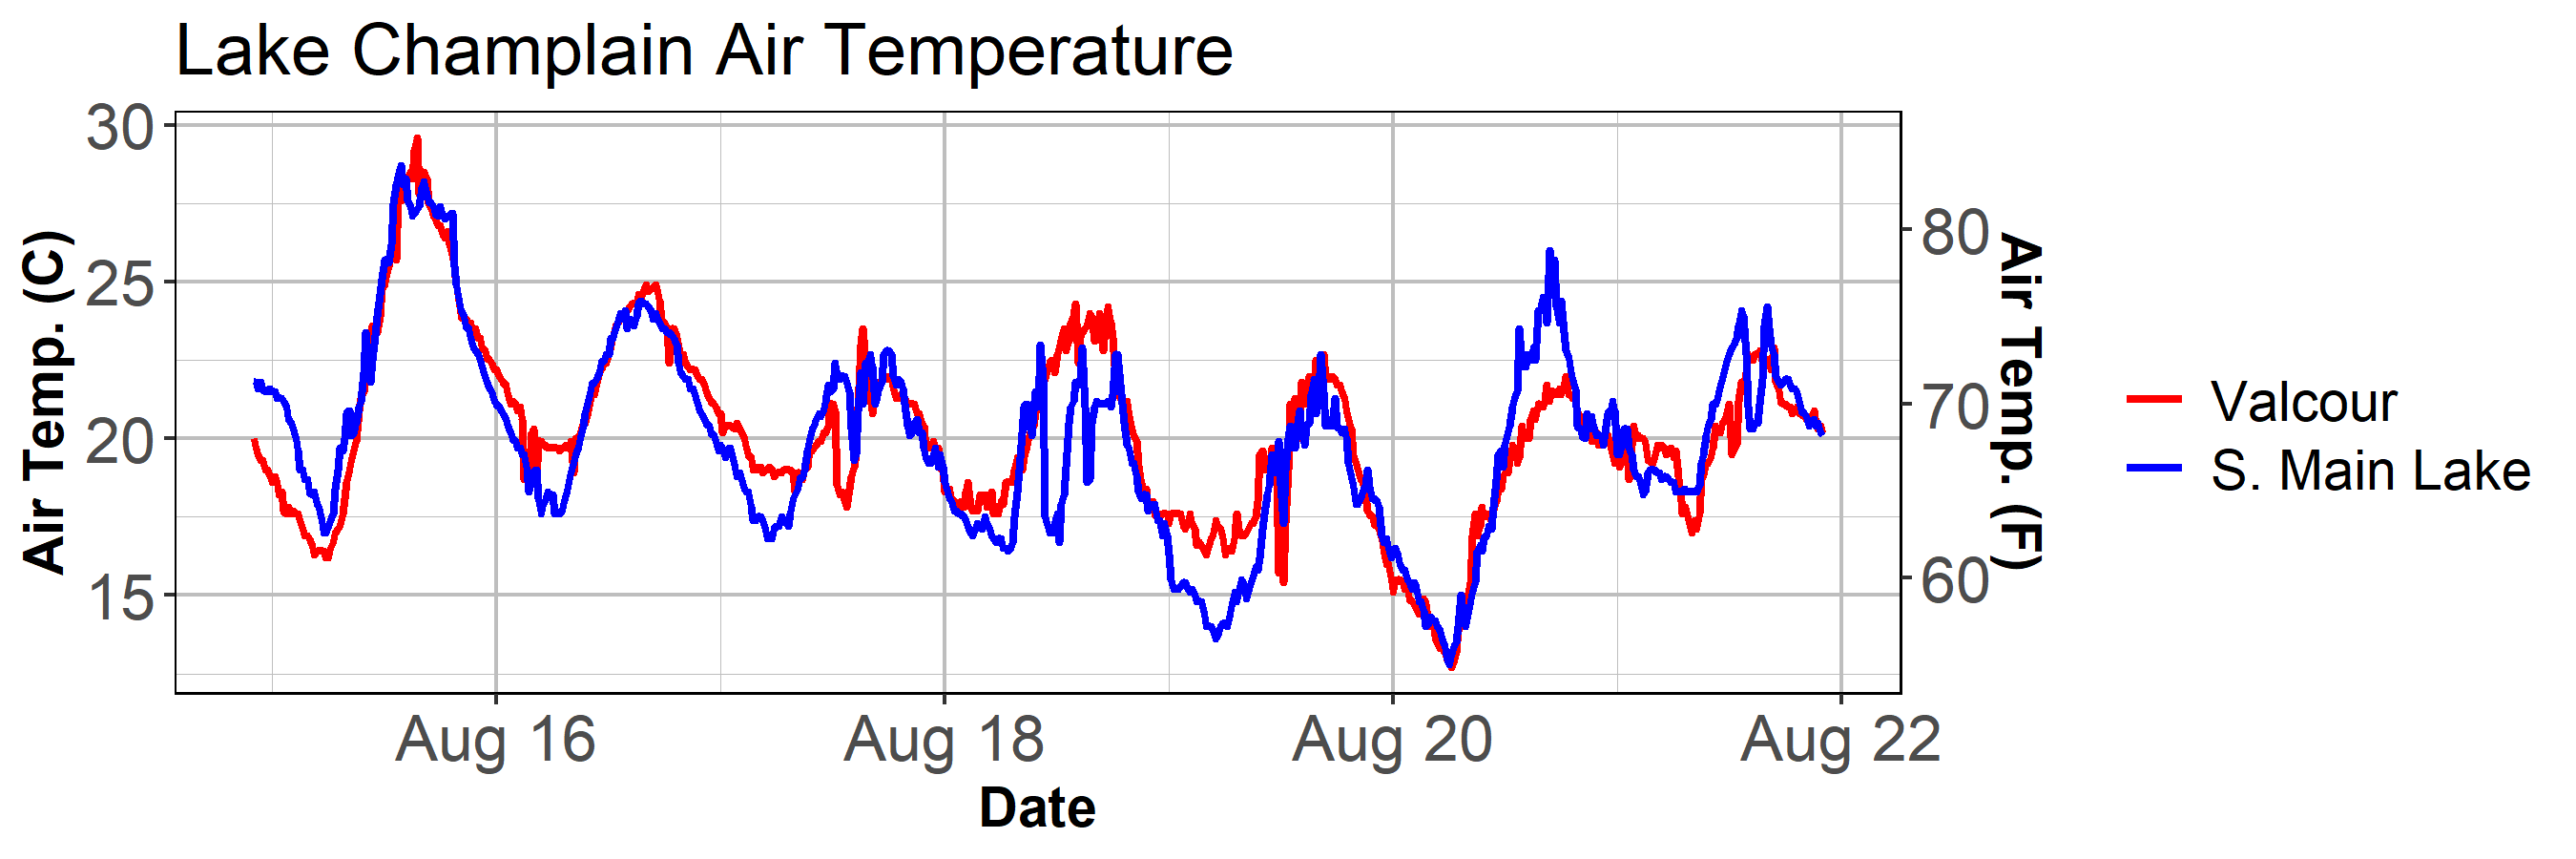 Lake Champlain Air Temperature
30
25
20
15
Air Temp. (C)
80
70
60
Air Temp. (F)
Aug 16
Aug 18
Aug 20
Aug 22
Date
Valcour
S. Main Lake